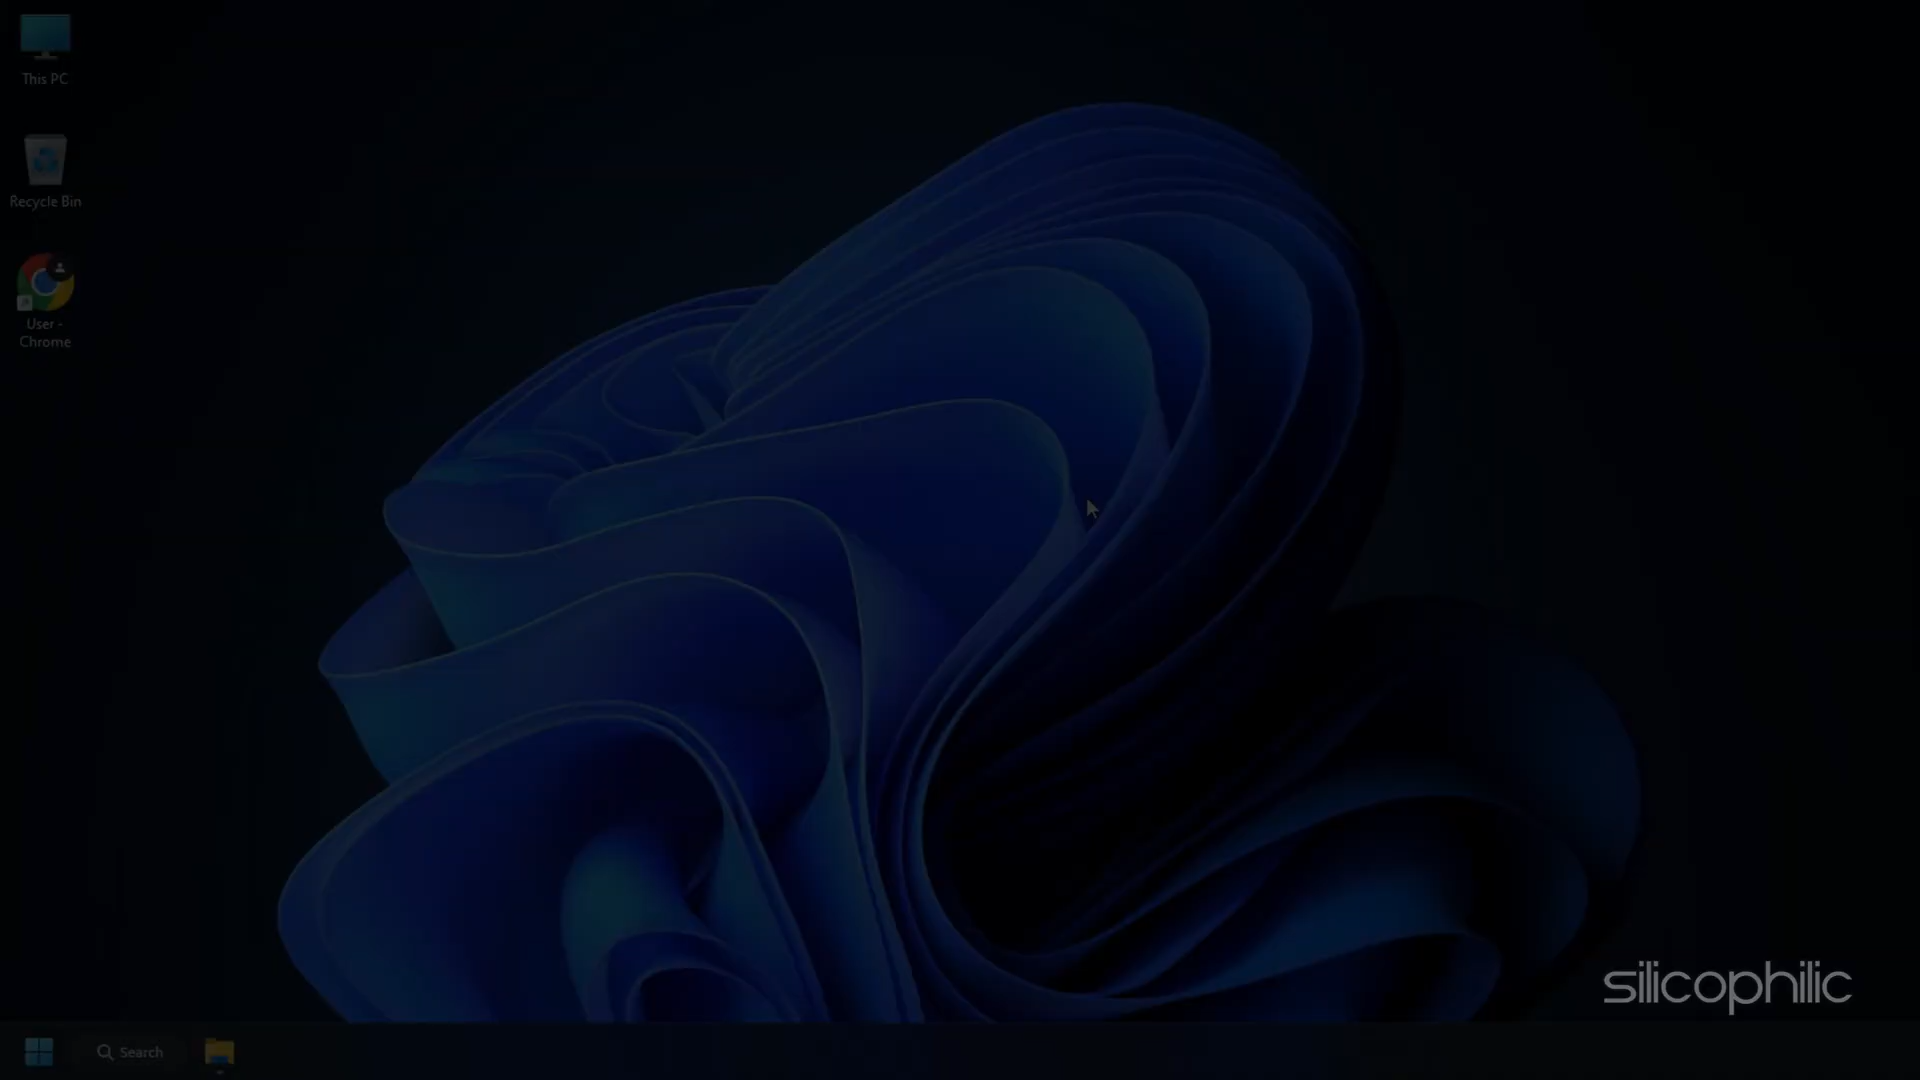 This PC
Recycle Bin
User -
Chrome
silicophilic
Search